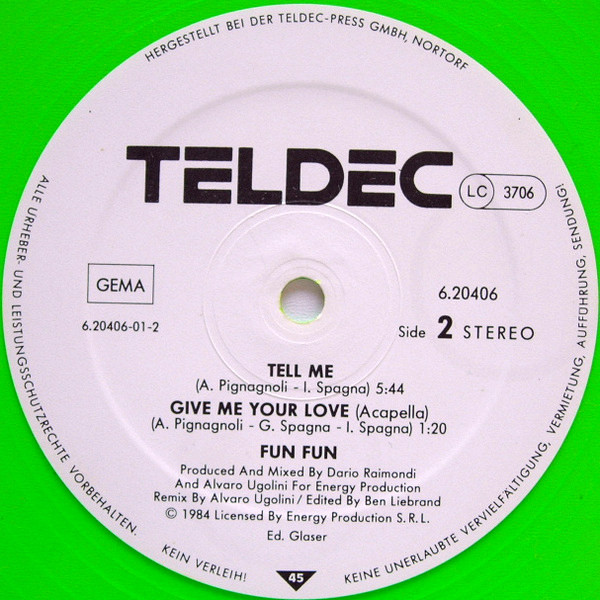 HERGESTELLT BEI DER TELDEC-PRESS GMBH, NORTORF
TELDEC
LC 3706
GEMA
6.20406-01-2
6.20406
Side 2 STEREO
TELL ME
(A. Pignagnoli - I. Spagna) 5:44
GIVE ME YOUR LOVE (Acapella)
(A. Pignagnoli - G. Spagna - I. Spagna) 1:20
FUN FUN
Produced And Mixed By Dario Raimondi
And Alvaro Ugolini For Energy Production
Remix By Alvaro Ugolini / Edited By Ben Liebrand
© 1984 Licensed By Energy Production S.R.L.
Ed. Glaser
45
ALLE URHEBER- UND LEISTUNGSSCHUTZRECHTE VORBEHALTEN.
KEIN VERLEIH!
KEINE UNERLAUBTE VERVIELFÄLTIGUNG, VERMIETUNG, AUFFÜHRUNG, SENDUNG!